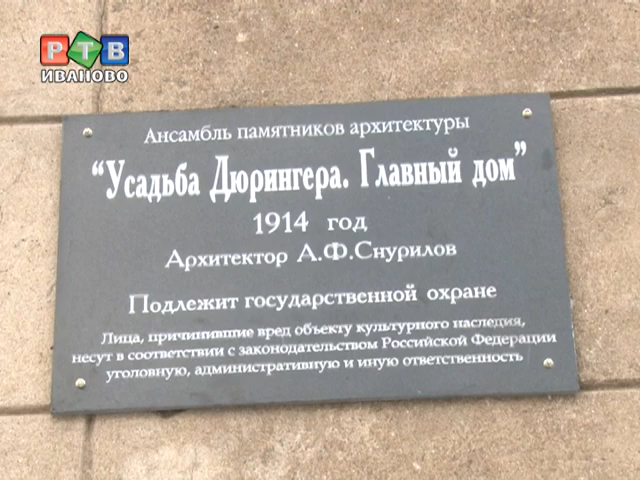 РТВ
ИВАНОВО
Ансамбль памятников архитектуры
“Усадьба Дюрингера. Главный дом”
1914 год
Архитектор А.Ф.Снурилов
Подлежит государственной охране
Лица, причинившие вред объекту культурного наследия,
несут в соответствии с законодательством Российской Федерации
уголовную, административную и иную ответственность